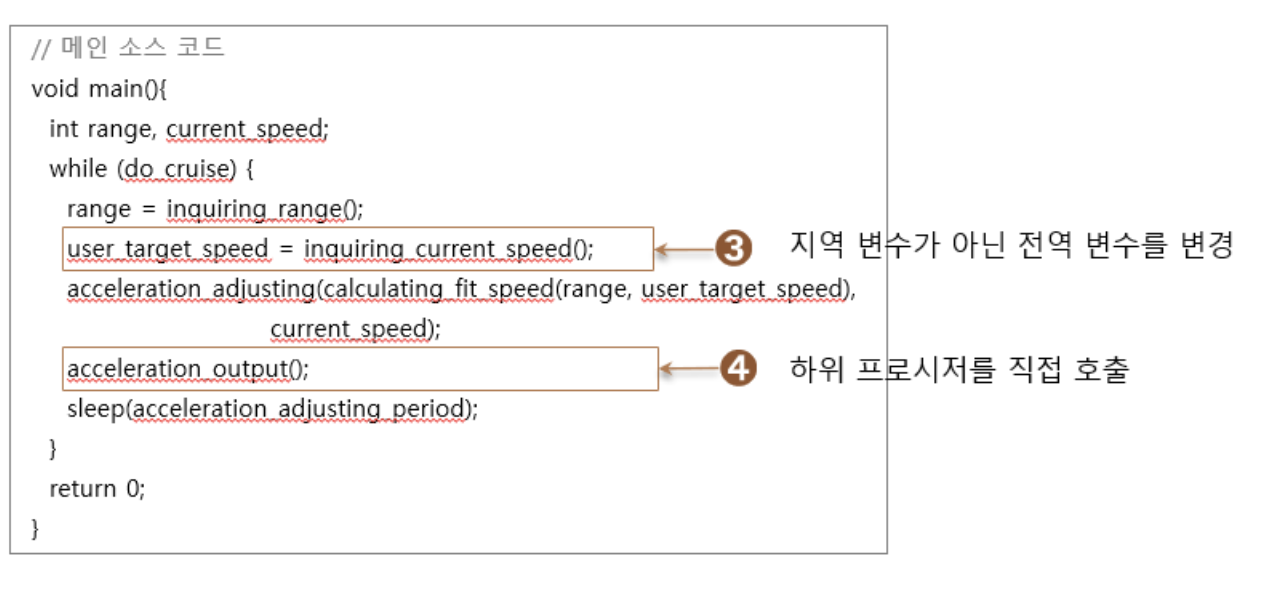 // 메인 소스 코드
void main(){
int range, current_speed;
while (do_cruise) {
range = inquiring_range();
user_target_speed = inquiring_current_speed();
❸ 지역 변수가 아닌 전역 변수를 변경
acceleration_adjusting(calculating_fit_speed(range, user_target_speed),
current_speed);
acceleration_output();
❹ 하위 프로시저를 직접 호출
sleep(acceleration_adjusting_period);
}
return 0;
}